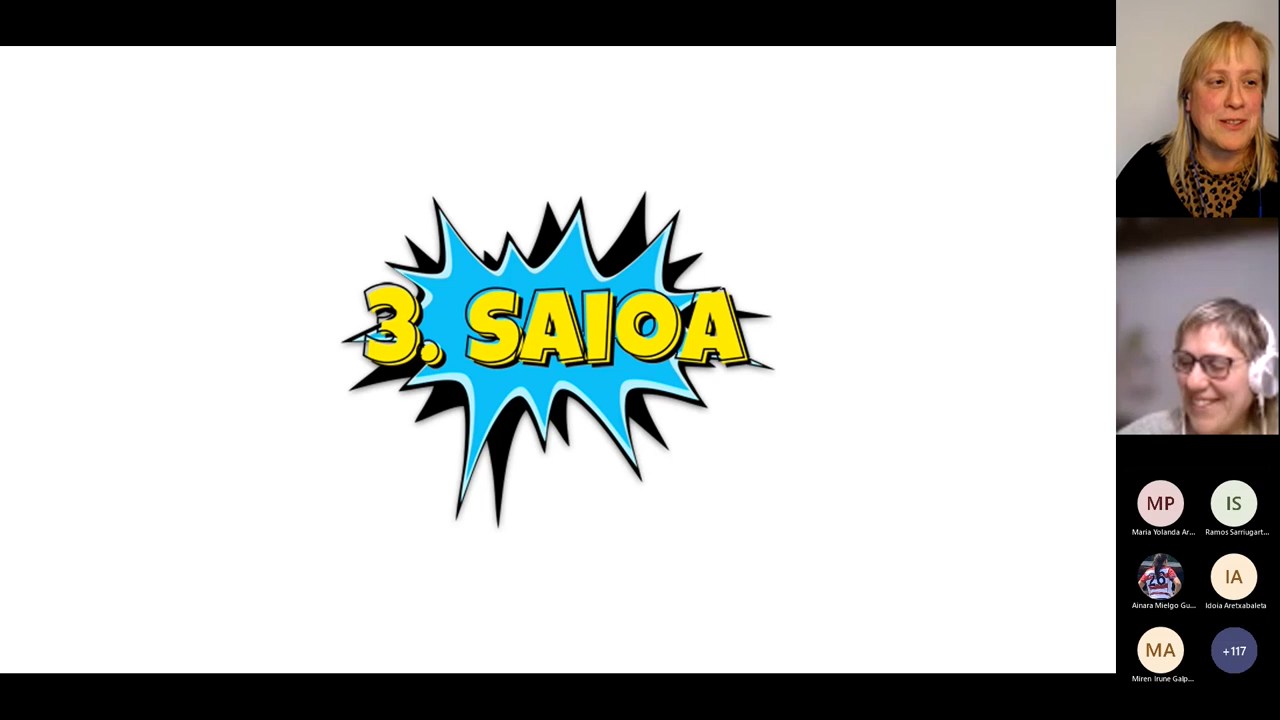 3. SAIOA
MP
IS
Maria Yolanda Ar...
Ramos Sarriugart...
26
IA
Ainara Mielgo Gu...
Idoia Aretxabaleta
MA
+117
Miren Irune Galp...